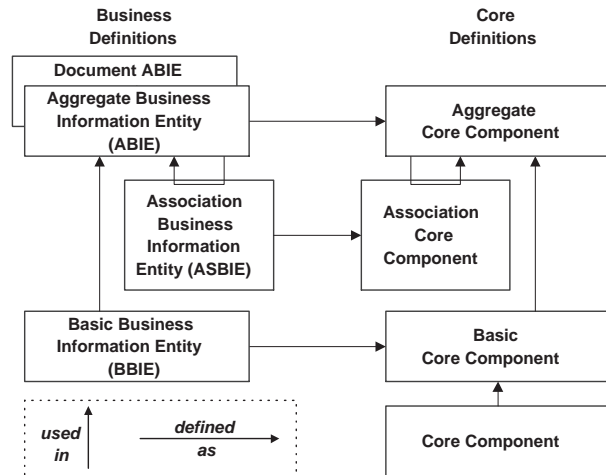 Business
Definitions
Core
Definitions
Document ABIE
Aggregate Business
Information Entity
(ABIE)
Aggregate
Core Component
Association
Business
Information
Entity (ASBIE)
Association
Core
Component
Basic Business
Information Entity
(BBIE)
Basic
Core Component
used
in
defined
as
Core Component